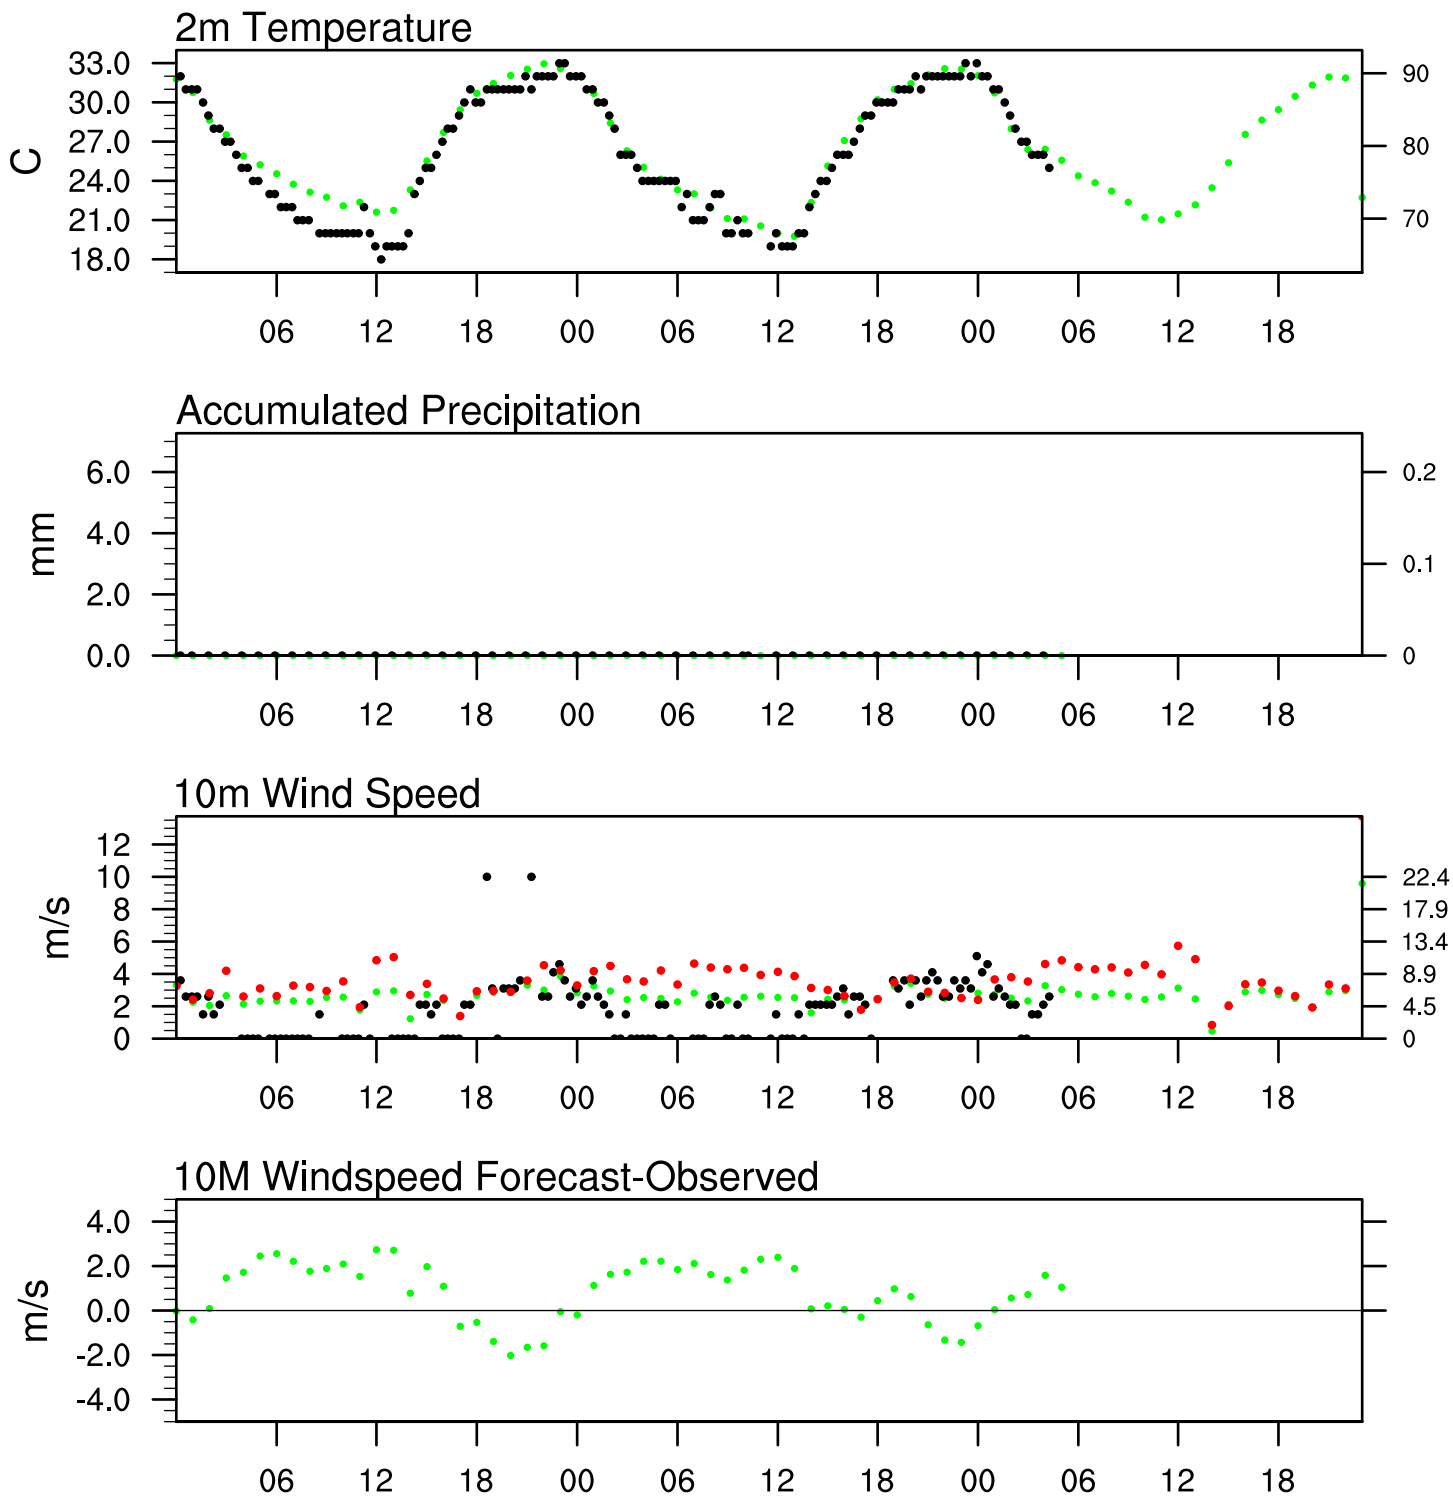 2m Temperature
33.0
30.0
27.0
24.0
21.0
18.0
C
90
80
70
06 12 18 00 06 12 18 00 06 12 18
Accumulated Precipitation
6.0
4.0
2.0
0.0
mm
0.2
0.1
0
06 12 18 00 06 12 18 00 06 12 18
10m Wind Speed
12
10
8
6
4
2
0
m/s
22.4
17.9
13.4
8.9
4.5
0
06 12 18 00 06 12 18 00 06 12 18
10M Windspeed Forecast-Observed
4.0
2.0
0.0
-2.0
-4.0
m/s
06 12 18 00 06 12 18 00 06 12 18